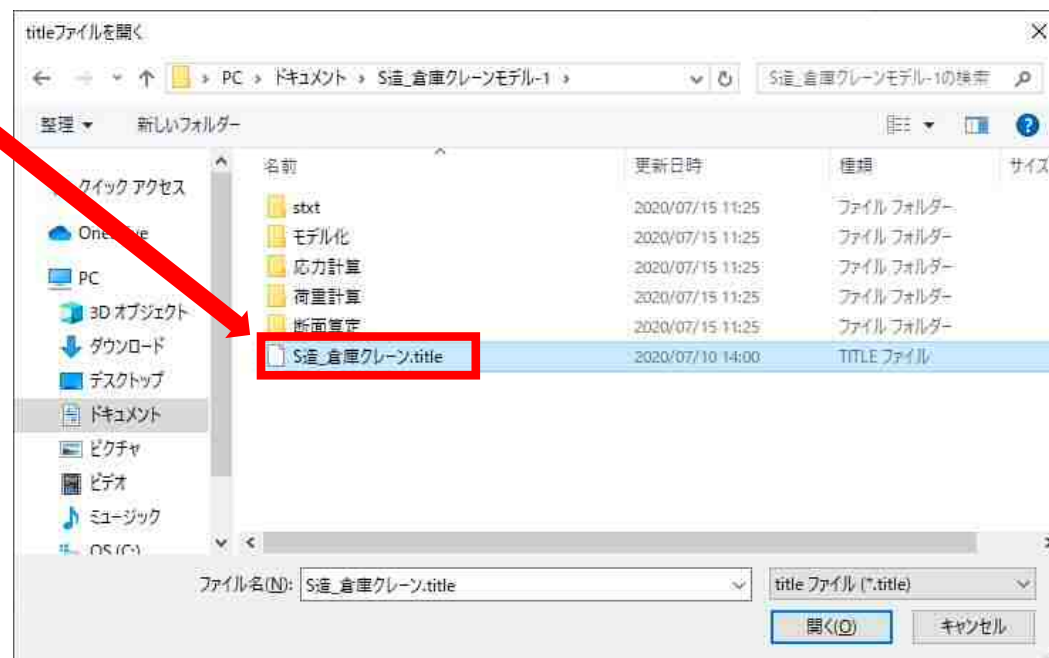 titleファイルを開く
PC › ドキュメント › S造_倉庫クレーンモデル-1 ›
S造_倉庫クレーンモデル-1の検索
整理 新しいフォルダー
名前 更新日時 種類 サイズ
stxt 2020/07/15 11:25 ファイル フォルダー
モデル化 2020/07/15 11:25 ファイル フォルダー
応力計算 2020/07/15 11:25 ファイル フォルダー
荷重計算 2020/07/15 11:25 ファイル フォルダー
断面算定 2020/07/15 11:25 ファイル フォルダー
S造_倉庫クレーン.title 2020/07/10 14:00 TITLE ファイル
クイック アクセス
PC
3D オブジェクト
ダウンロード
デスクトップ
ドキュメント
ピクチャ
ビデオ
ミュージック
OS (C:)
ファイル名(N): S造_倉庫クレーン.title title ファイル (*.title)
開く(O) キャンセル